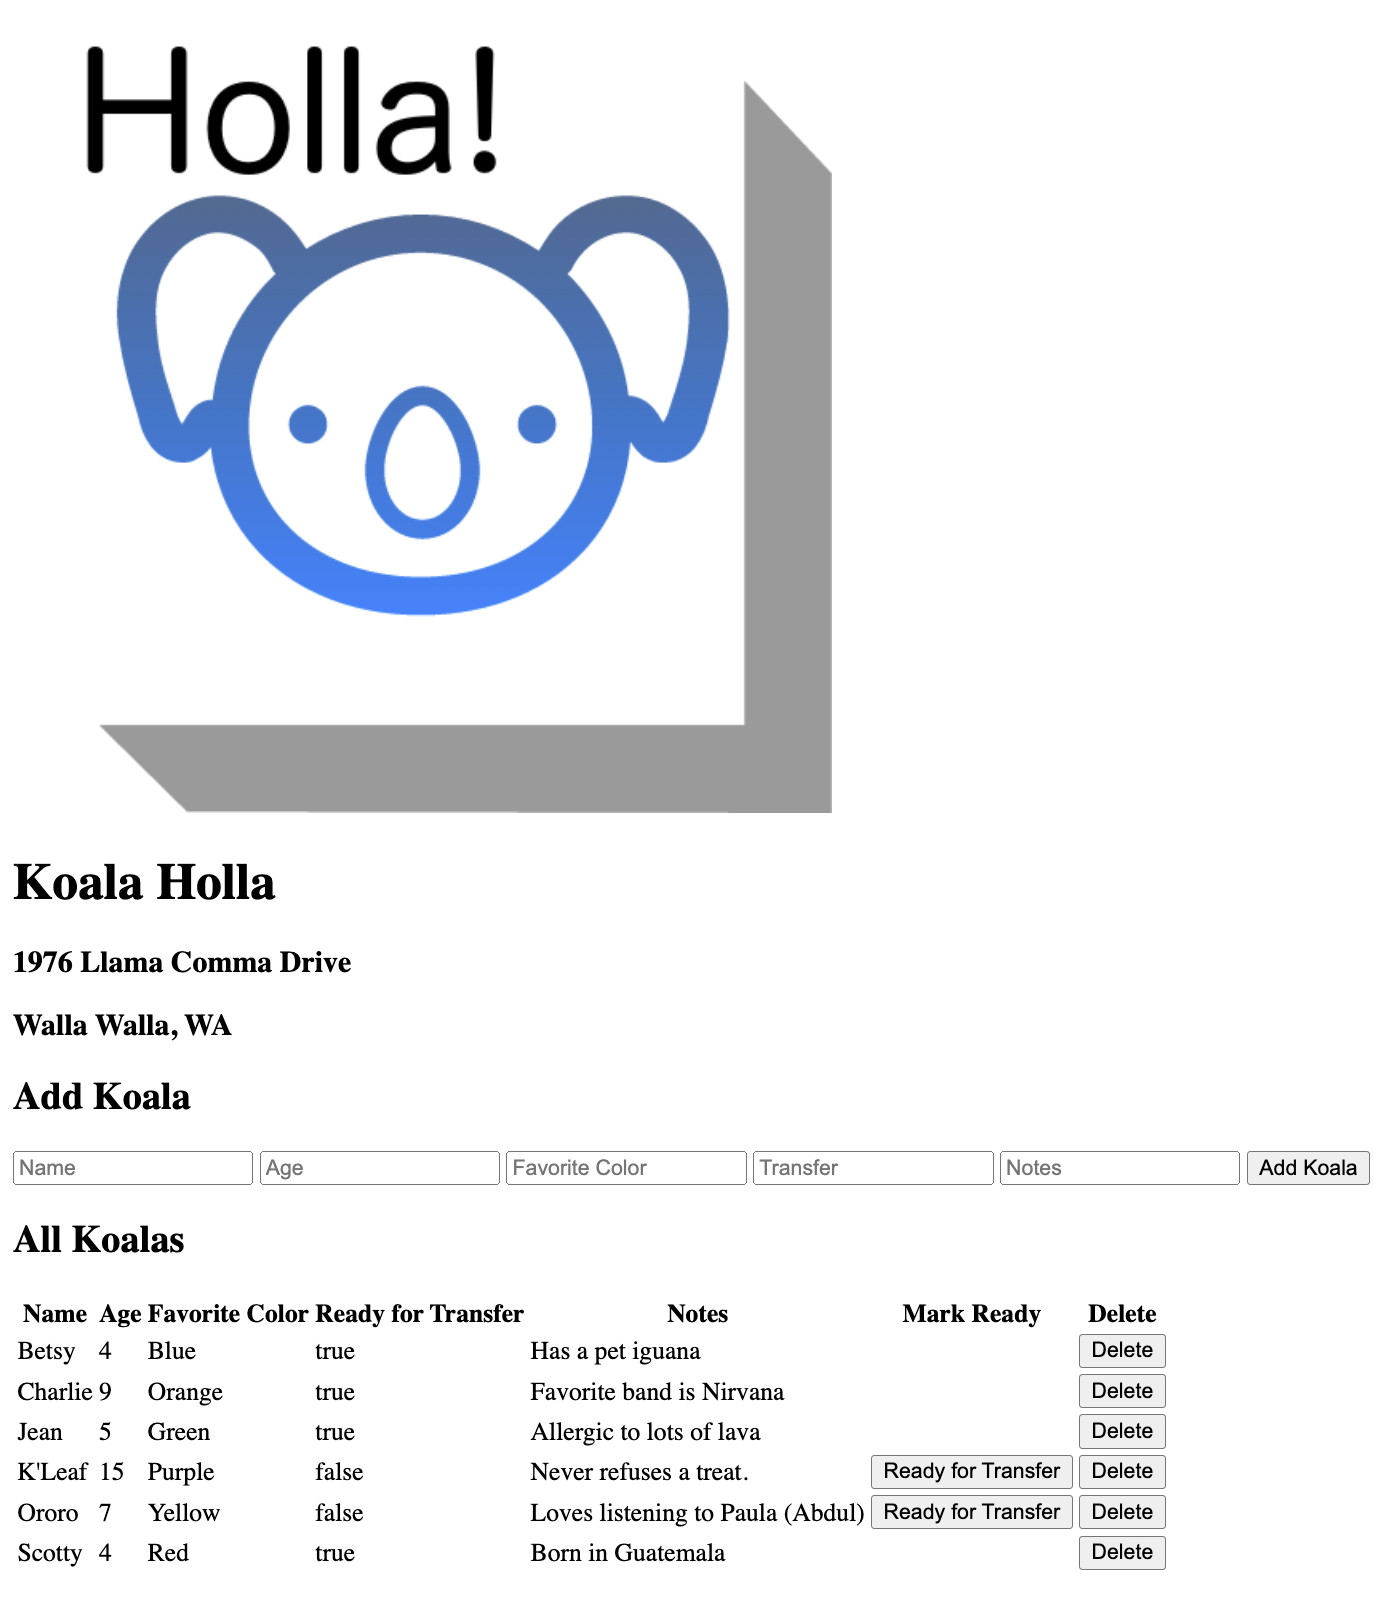 Holla!
Koala Holla
1976 Llama Comma Drive
Walla Walla, WA
Add Koala
Name Age Favorite Color Transfer Notes Add Koala
All Koalas
Name Age Favorite Color Ready for Transfer Notes Mark Ready Delete
Betsy 4 Blue true Has a pet iguana Delete
Charlie 9 Orange true Favorite band is Nirvana Delete
Jean 5 Green true Allergic to lots of lava Delete
K'Leaf 15 Purple false Never refuses a treat. Ready for Transfer Delete
Ororo 7 Yellow false Loves listening to Paula (Abdul) Ready for Transfer Delete
Scotty 4 Red true Born in Guatemala Delete